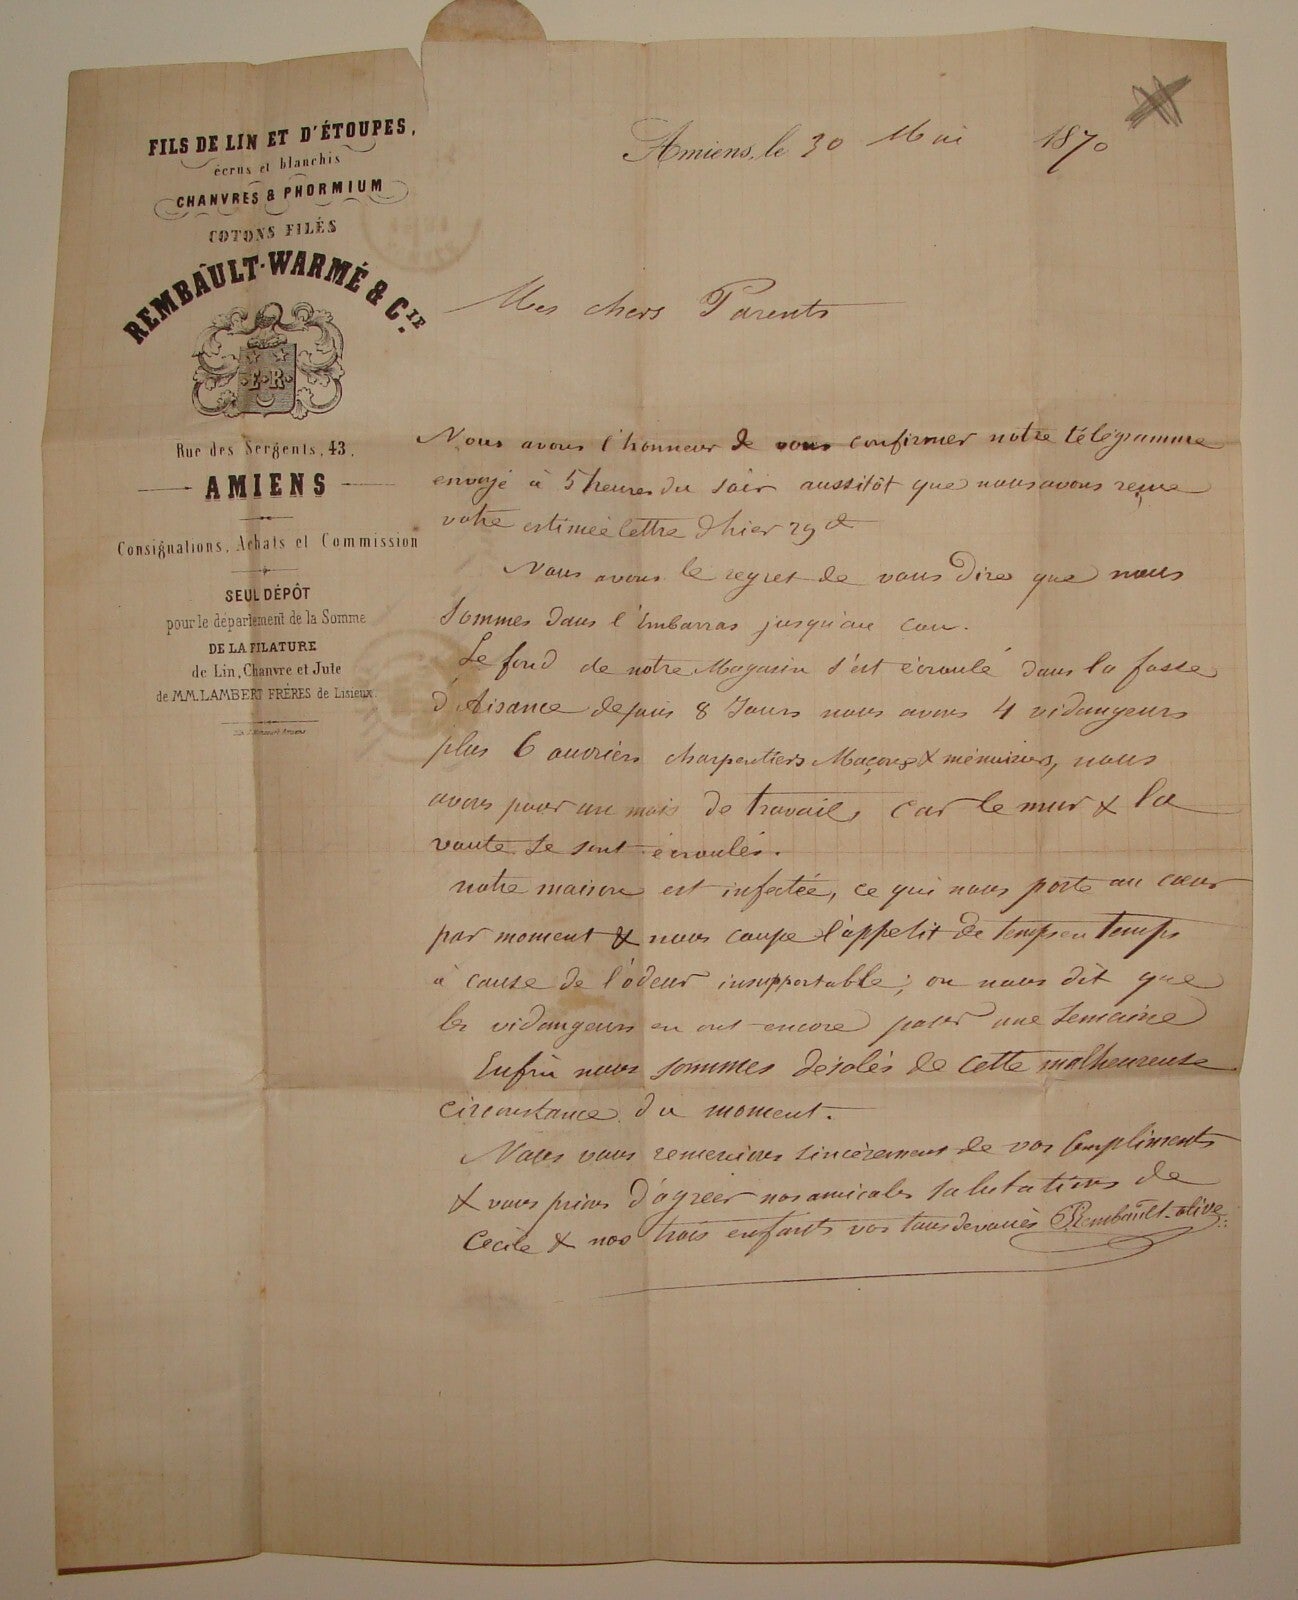 FILS DE LIN ET D'ÉTOUPES,
écrus et blanchis
CHANVRES & PHORMIUM
COTONS FILÉS
REMBAULT-WARMÉ & CIE.
E.R.
Rue des Sergents, 43,
AMIENS
Consignations, Achats et Commission
SEUL DÉPÔT
pour le département de la Somme
DE LA FILATURE
de Lin, Chanvre et Jute
de MM. LAMBERT FRÈRES de Lisieux.
Amiens, le 30 Mai 1870
Mes chers Parents
Nous avons l'honneur de vous confirmer notre télégramme
envoyé à 5 heures du soir aussitôt que nous avons reçue
votre estimée lettre d'hier 29 ct
Nous avons le regret de vous dire que nous
sommes dans l'embarras jusqu'au cou.
Le fond de notre Magasin s'est écroulé dans la fosse
d'Aisance depuis 8 Jours nous avons 4 vidangeurs
plus 6 ouvriers charpentiers Maçons & ménuisiers, nous
avons pour un mois de travail, car le mur & la
voute se sont écroulés.
notre maison est infectée, ce qui nous porte au cœur
par moment & nous coupe l'appetit de temps en temps
à cause de l'odeur insupportable; on nous dit que
les vidangeurs en ont encore pour une semaine
Enfin nous sommes désolés de cette malheureuse
circonstance du moment.
Nous vous remercions sincèrement de vos Compliments
& vous prions d'agréer nos amicales salutations de
Cécile & nos trois enfants vos tous dévoués Rembault-olive